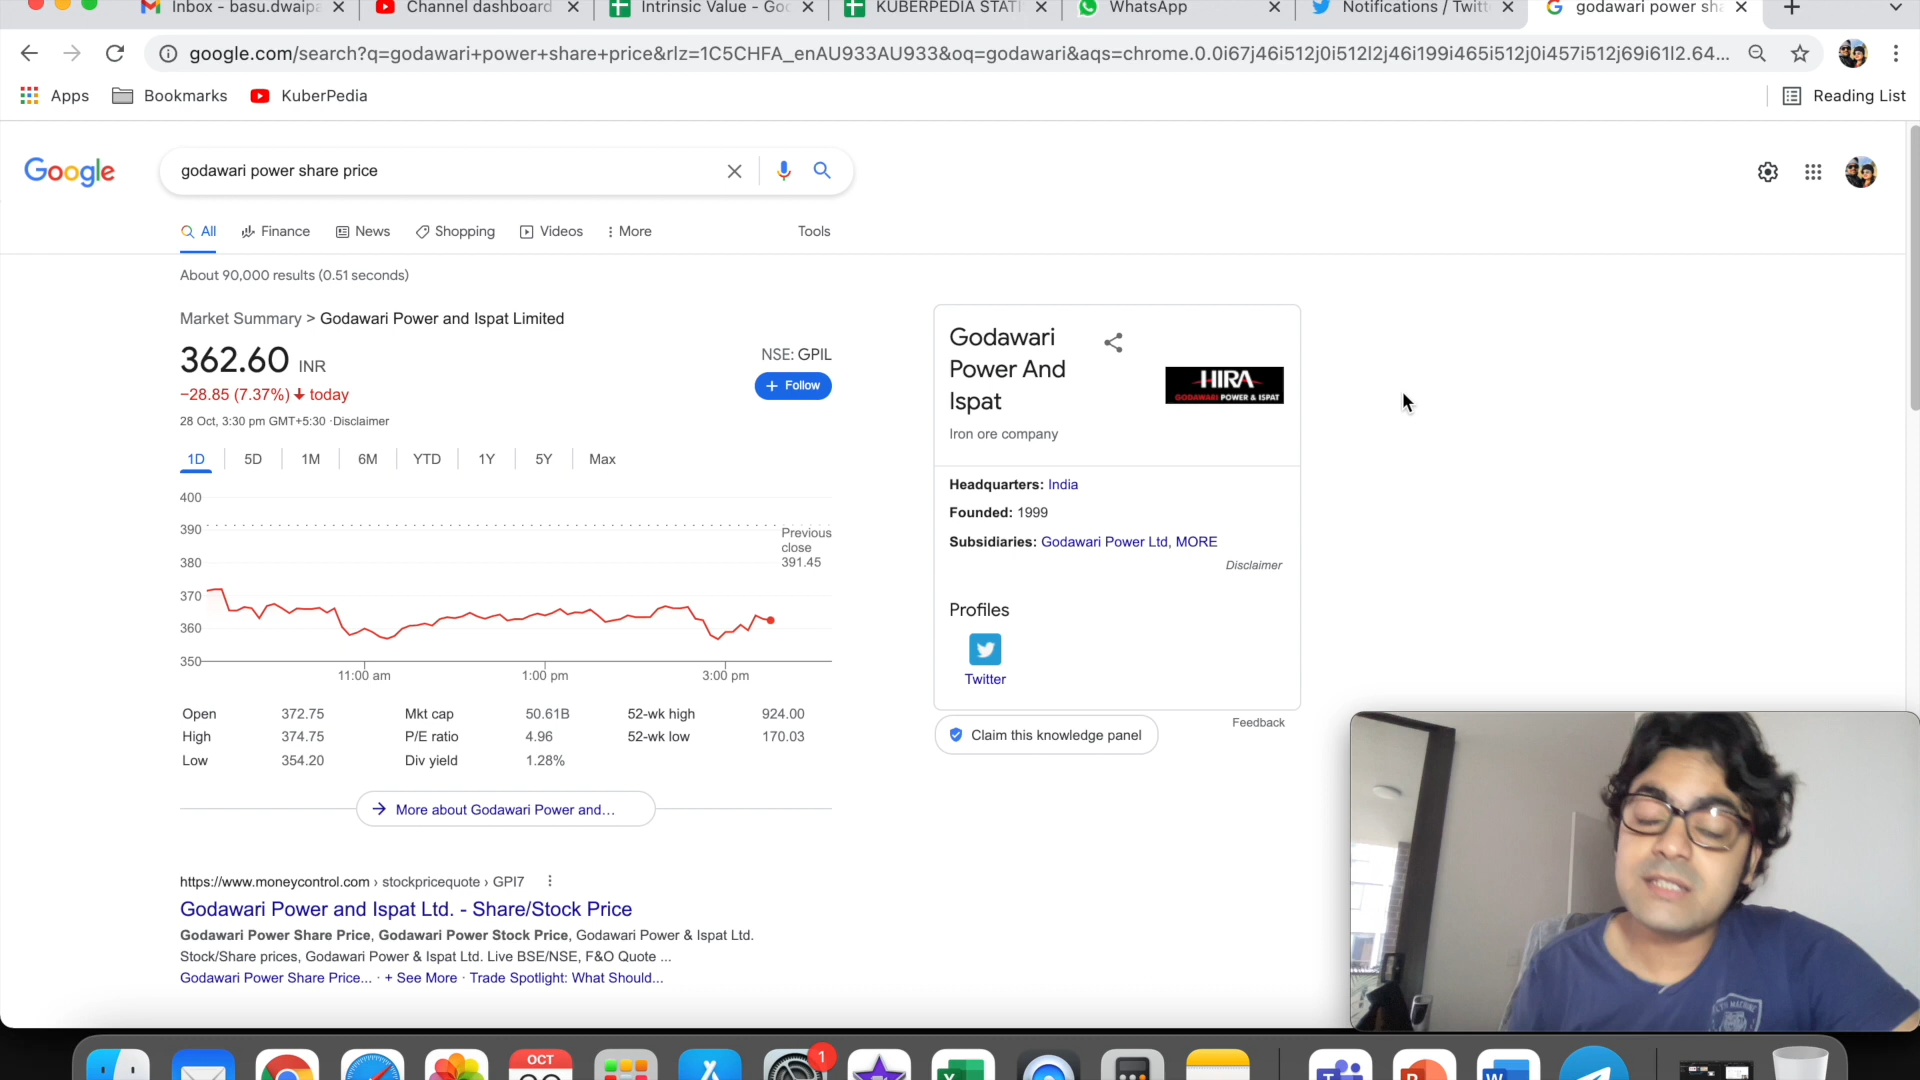 Inbox - basu.dwaipa
Channel dashboard
Intrinsic Value - Goo
KUBERPEDIA STATI
WhatsApp
Notifications / Twitt
godawari power sha
google.com/search?q=godawari+power+share+price&rlz=1C5CHFA_enAU933AU933&oq=godawari&aqs=chrome.0.0i67j46i512j0i512l2j46i199i465i512j0i457i512j69i61l2.64...
Apps
Bookmarks
KuberPedia
Reading List
Google
godawari power share price
All
Finance
News
Shopping
Videos
More
Tools
About 90,000 results (0.51 seconds)
Market Summary > Godawari Power and Ispat Limited
362.60 INR
NSE: GPIL
−28.85 (7.37%) today
+ Follow
28 Oct, 3:30 pm GMT+5:30 · Disclaimer
1D
5D
1M
6M
YTD
1Y
5Y
Max
400
390
380
370
360
350
Previous
close
391.45
11:00 am
1:00 pm
3:00 pm
Open 372.75 Mkt cap 50.61B 52-wk high 924.00
High 374.75 P/E ratio 4.96 52-wk low 170.03
Low 354.20 Div yield 1.28%
More about Godawari Power and...
https://www.moneycontrol.com › stockpricequote › GPI7
Godawari Power and Ispat Ltd. - Share/Stock Price
Godawari Power Share Price, Godawari Power Stock Price, Godawari Power & Ispat Ltd.
Stock/Share prices, Godawari Power & Ispat Ltd. Live BSE/NSE, F&O Quote ...
Godawari Power Share Price... · + See More · Trade Spotlight: What Should...
Godawari
Power And
Ispat
HIRA
GODAWARI POWER & ISPAT
Iron ore company
Headquarters: India
Founded: 1999
Subsidiaries: Godawari Power Ltd, MORE
Disclaimer
Profiles
Twitter
Feedback
Claim this knowledge panel
OCT
1